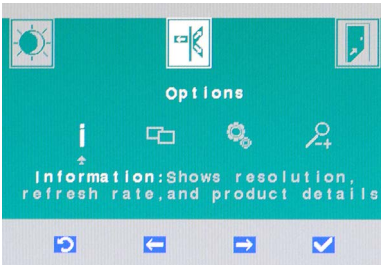 Options
i
Information:Shows resolution,
refresh rate,and product details